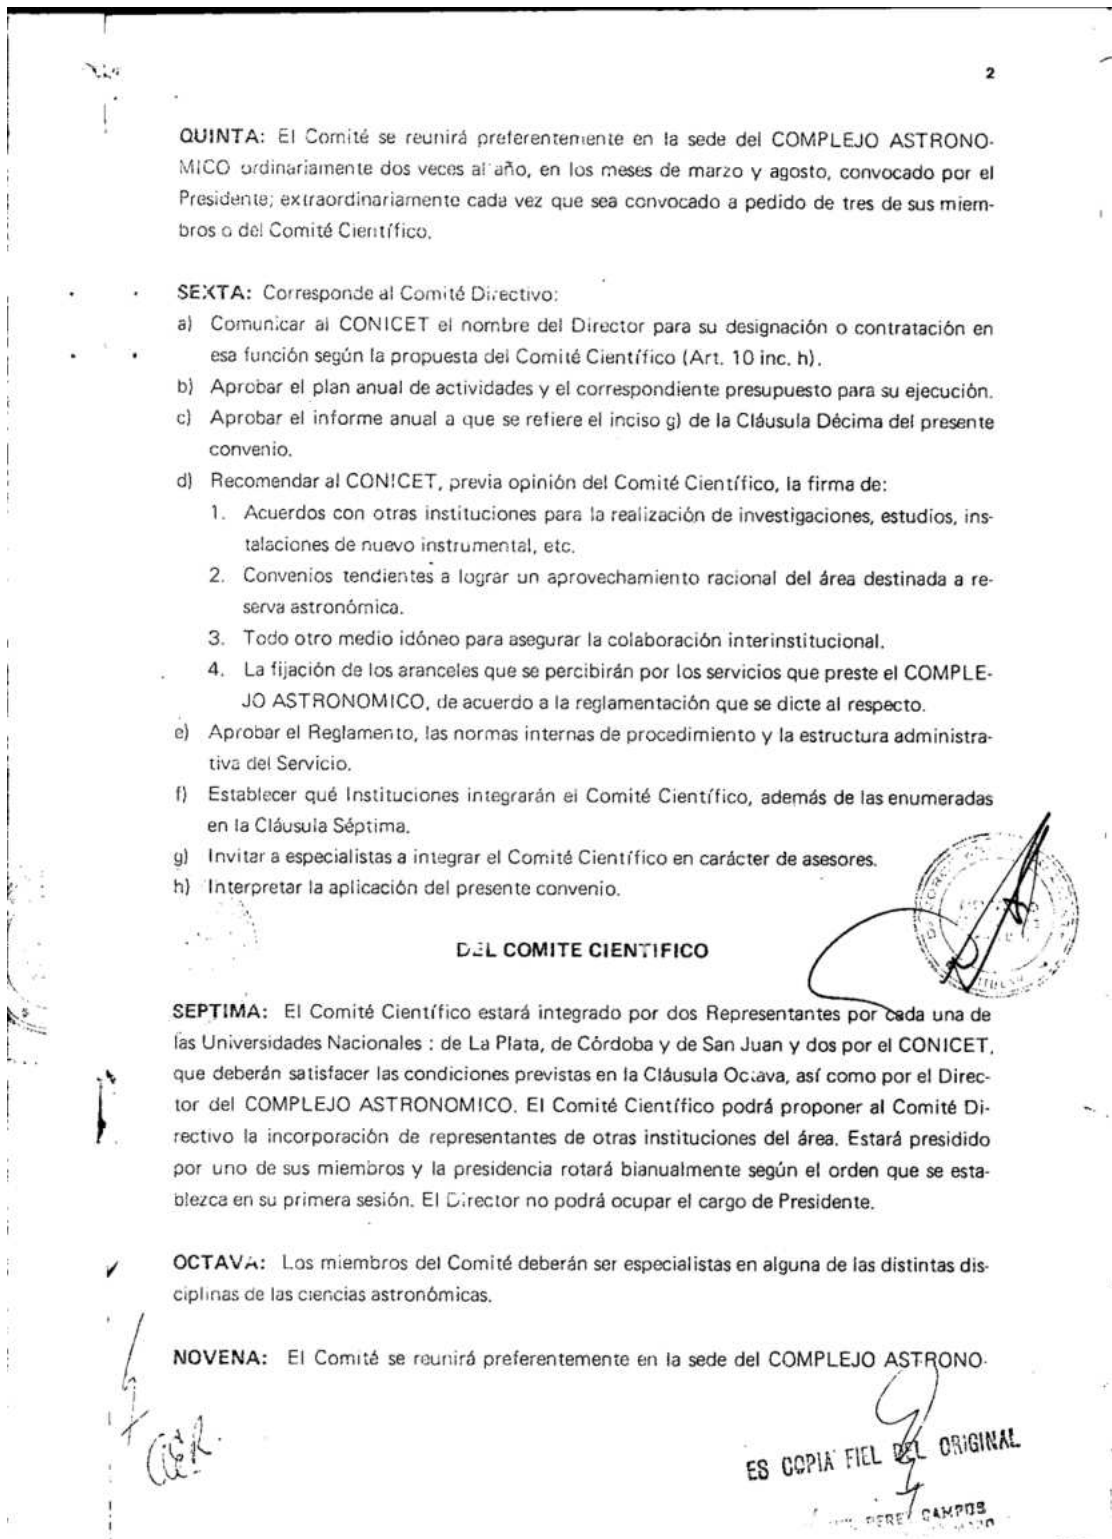 2
QUINTA: El Comité se reunirá preferentemente en la sede del COMPLEJO ASTRONO-
MICO ordinariamente dos veces al año, en los meses de marzo y agosto, convocado por el
Presidente; extraordinariamente cada vez que sea convocado a pedido de tres de sus miem-
bros o del Comité Científico.
SEXTA: Corresponde al Comité Directivo:
a) Comunicar al CONICET el nombre del Director para su designación o contratación en
esa función según la propuesta del Comité Científico (Art. 10 inc. h).
b) Aprobar el plan anual de actividades y el correspondiente presupuesto para su ejecución.
c) Aprobar el informe anual a que se refiere el inciso g) de la Cláusula Décima del presente
convenio.
d) Recomendar al CONICET, previa opinión del Comité Científico, la firma de:
1. Acuerdos con otras instituciones para la realización de investigaciones, estudios, ins-
talaciones de nuevo instrumental, etc.
2. Convenios tendientes a lograr un aprovechamiento racional del área destinada a re-
serva astronómica.
3. Todo otro medio idóneo para asegurar la colaboración interinstitucional.
4. La fijación de los aranceles que se percibirán por los servicios que preste el COMPLE-
JO ASTRONOMICO, de acuerdo a la reglamentación que se dicte al respecto.
e) Aprobar el Reglamento, las normas internas de procedimiento y la estructura administra-
tiva del Servicio.
f) Establecer qué Instituciones integrarán el Comité Científico, además de las enumeradas
en la Cláusula Séptima.
g) Invitar a especialistas a integrar el Comité Científico en carácter de asesores.
h) Interpretar la aplicación del presente convenio.
DEL COMITE CIENTIFICO
SEPTIMA: El Comité Científico estará integrado por dos Representantes por cada una de
las Universidades Nacionales : de La Plata, de Córdoba y de San Juan y dos por el CONICET,
que deberán satisfacer las condiciones previstas en la Cláusula Octava, así como por el Direc-
tor del COMPLEJO ASTRONOMICO. El Comité Científico podrá proponer al Comité Di-
rectivo la incorporación de representantes de otras instituciones del área. Estará presidido
por uno de sus miembros y la presidencia rotará bianualmente según el orden que se esta-
blezca en su primera sesión. El Director no podrá ocupar el cargo de Presidente.
OCTAVA: Los miembros del Comité deberán ser especialistas en alguna de las distintas dis-
ciplinas de las ciencias astronómicas.
NOVENA: El Comité se reunirá preferentemente en la sede del COMPLEJO ASTRONO-
ES COPIA FIEL DEL ORIGINAL
PEREZ CAMPOS